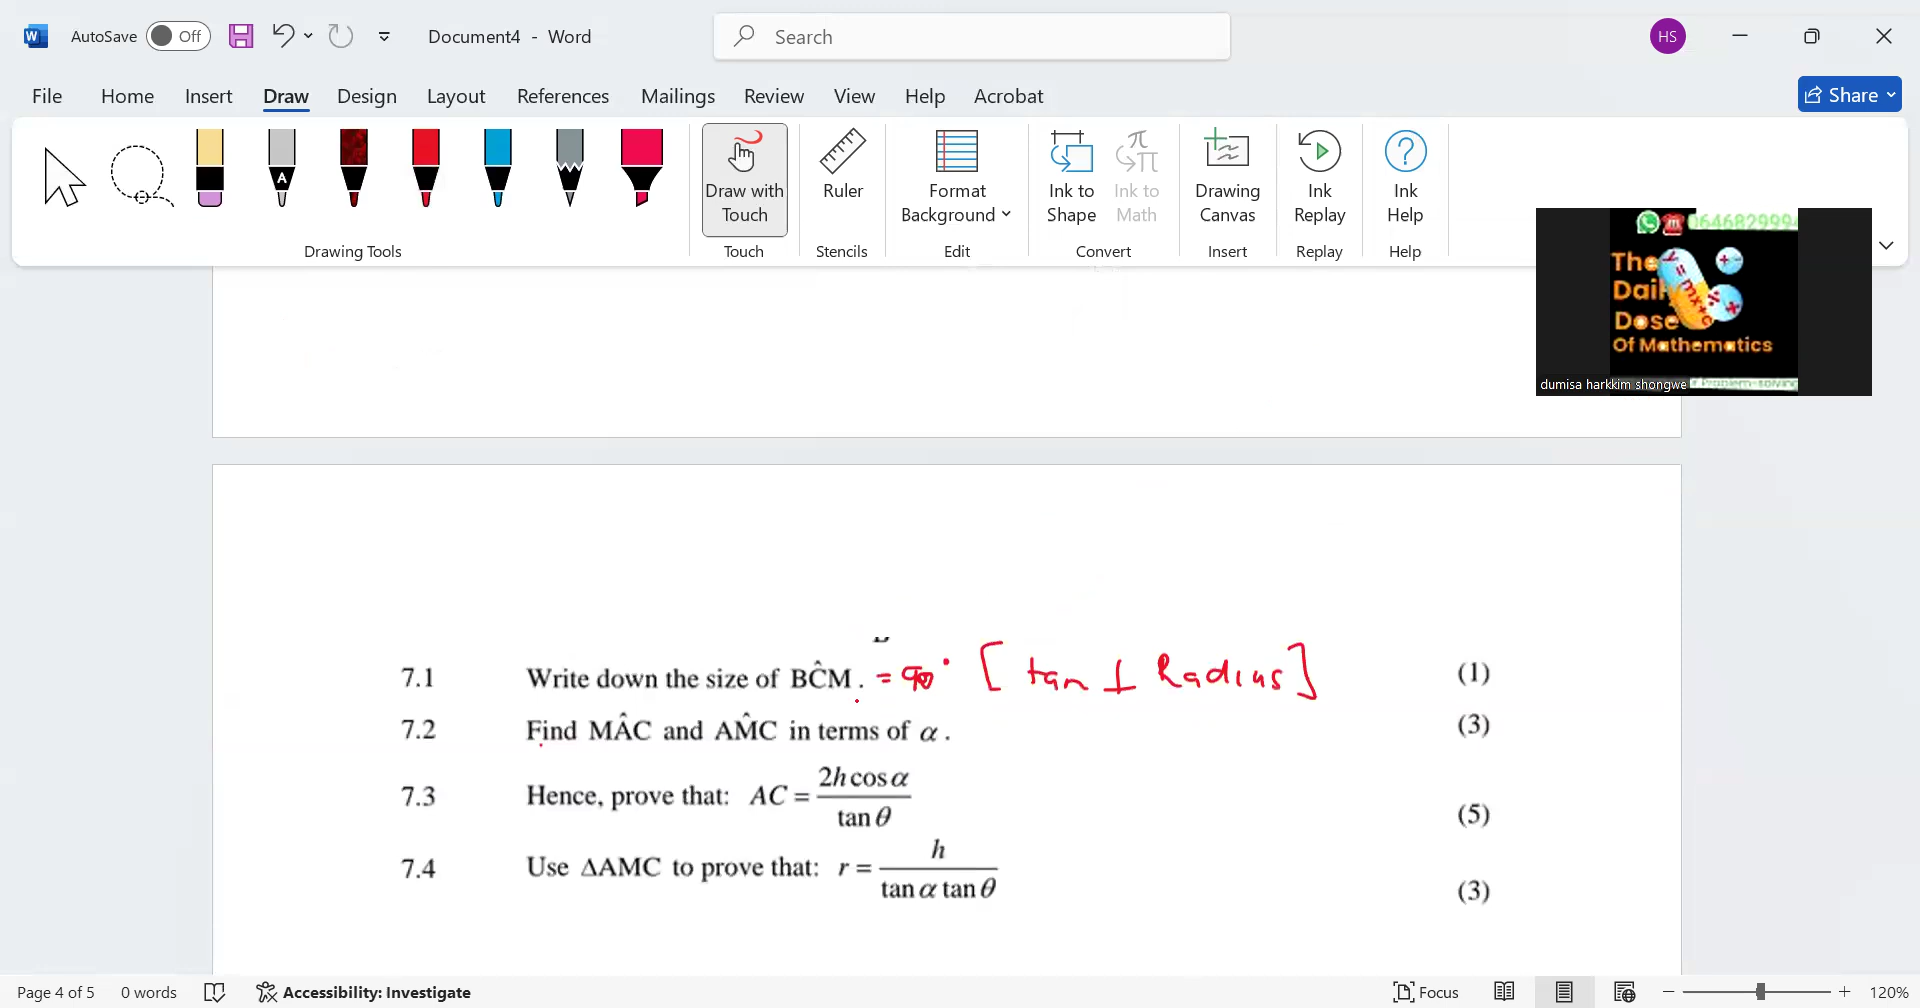 AutoSave Off Document4 - Word Search HS
File Home Insert Draw Design Layout References Mailings Review View Help Acrobat Share
A
Draw with Touch Ruler Format Background Ink to Shape Ink to Math Drawing Canvas Ink Replay Ink Help
Drawing Tools Touch Stencils Edit Convert Insert Replay Help
The Daily Dose Of Mathematics
y=mx+c
dumisa harkkim shongwe
7.1 Write down the size of BĈM . = 90° [ tan ⊥ Radius ] (1)
7.2 Find MÂC and AM̂C in terms of α . (3)
7.3 Hence, prove that: AC = 2h cos α / tan θ (5)
7.4 Use ΔAMC to prove that: r = h / tan α tan θ (3)
Page 4 of 5 0 words Accessibility: Investigate Focus 120%